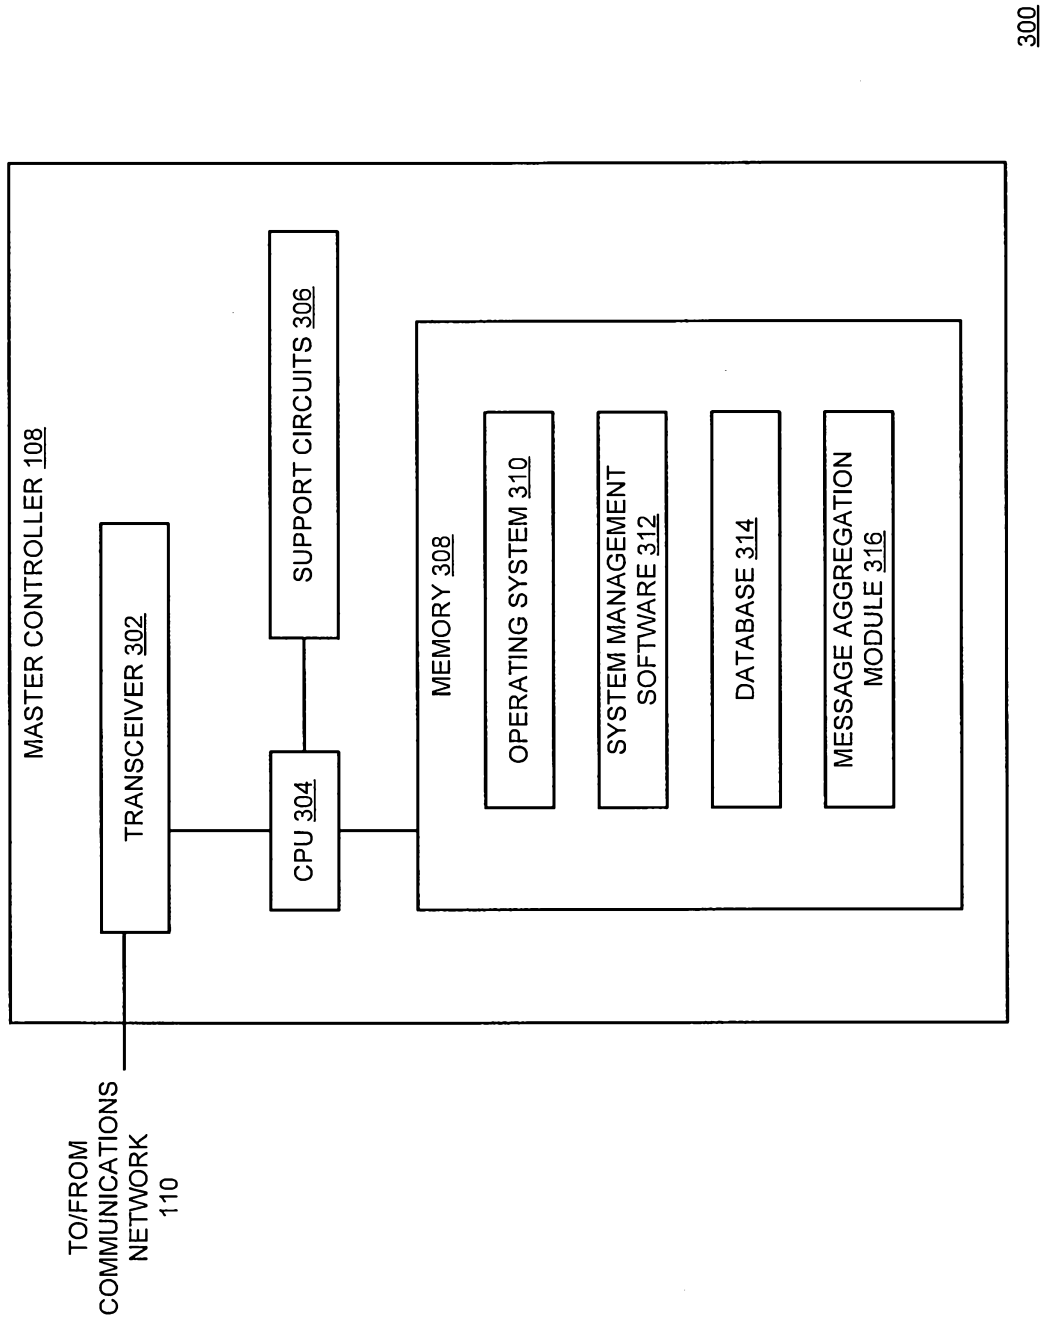 MASTER CONTROLLER 108
TRANSCEIVER 302
TO/FROM
COMMUNICATIONS
NETWORK
110
CPU 304
SUPPORT CIRCUITS 306
MEMORY 308
OPERATING SYSTEM 310
SYSTEM MANAGEMENT
SOFTWARE 312
DATABASE 314
MESSAGE AGGREGATION
MODULE 316
300